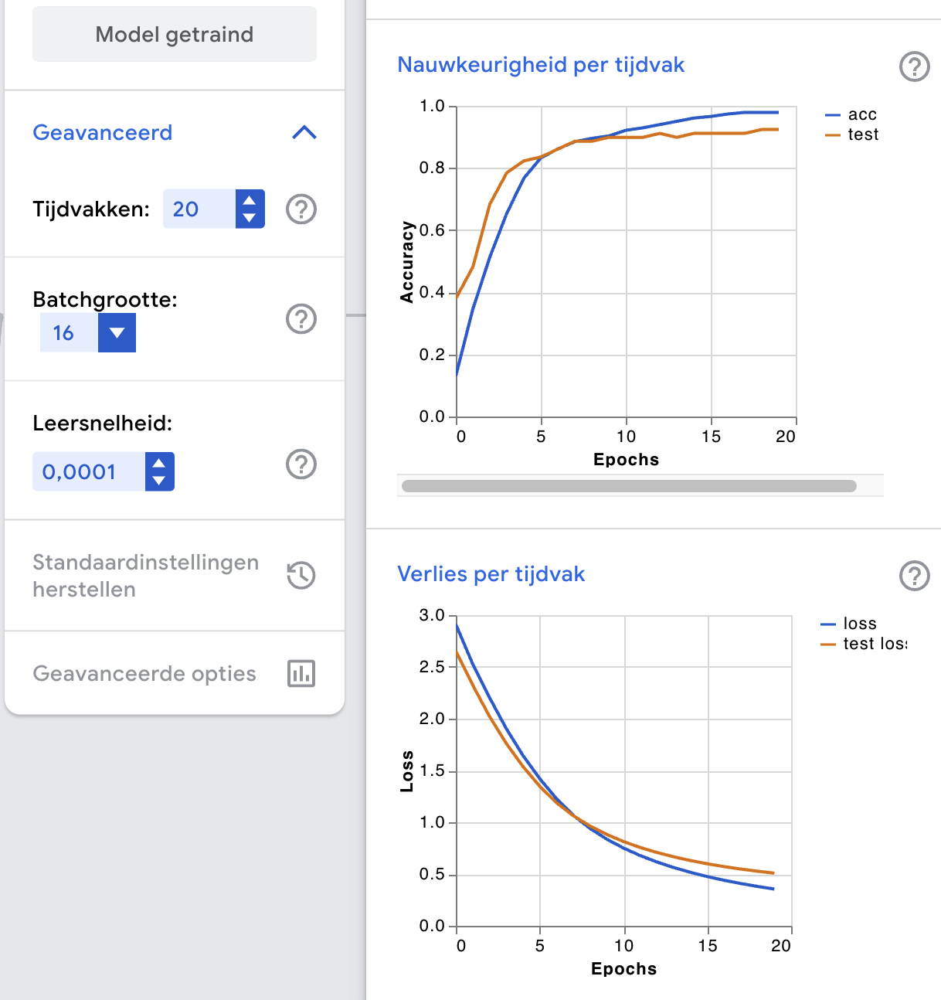 Model getraind
Geavanceerd
Tijdvakken: 20
Batchgrootte:
16
Leersnelheid:
0,0001
Standaardinstellingen
herstellen
Geavanceerde opties
Nauwkeurigheid per tijdvak
?
1.0
0.8
0.6
0.4
0.2
0.0
Accuracy
0 5 10 15 20
Epochs
acc
test
Verlies per tijdvak
?
3.0
2.5
2.0
1.5
1.0
0.5
0.0
Loss
0 5 10 15 20
Epochs
loss
test los